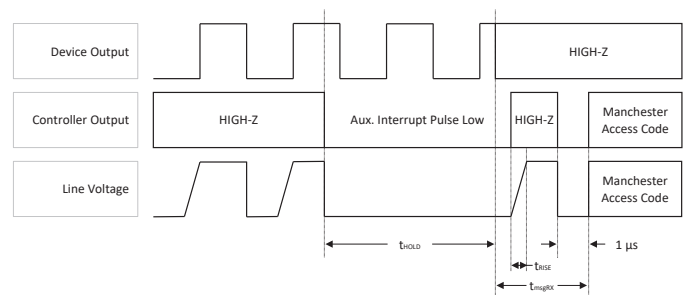 Device Output
HIGH-Z
Controller Output
HIGH-Z
Aux. Interrupt Pulse Low
HIGH-Z
Manchester
Access Code
Line Voltage
Manchester
Access Code
tHOLD
1 µs
tRISE
tmsgRX